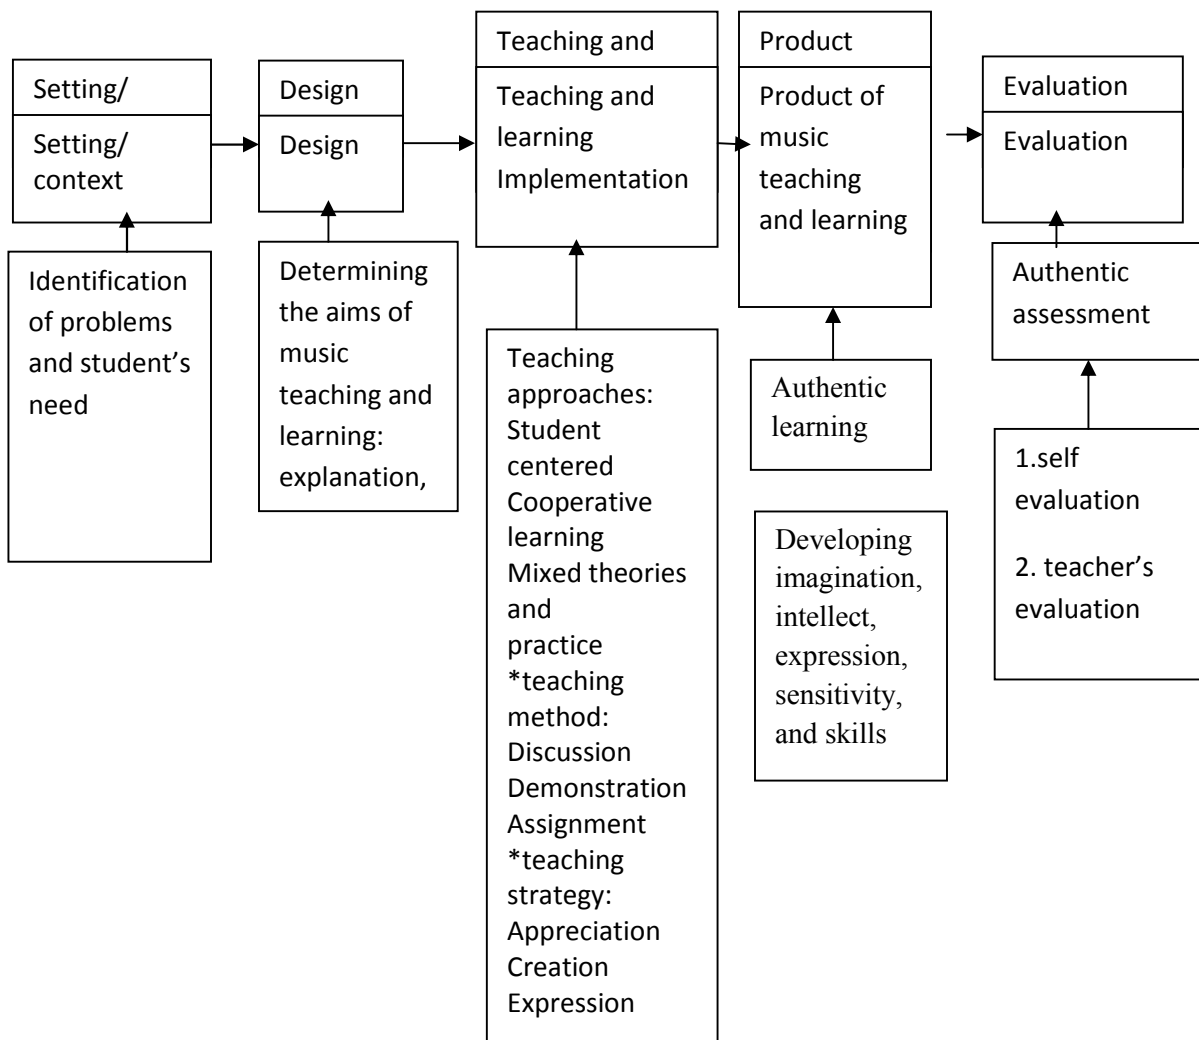 Setting/
Setting/
context
Identification
of problems
and student's
need
Design
Design
Determining
the aims of
music
teaching and
learning:
explanation,
Teaching and
Teaching and
learning
Implementation
Teaching
approaches:
Student
centered
Cooperative
learning
Mixed theories
and
practice
*teaching
method:
Discussion
Demonstration
Assignment
*teaching
strategy:
Appreciation
Creation
Expression
Product
Product of
music
teaching
and learning
Authentic
learning
Developing
imagination,
intellect,
expression,
sensitivity,
and skills
Evaluation
Evaluation
Authentic
assessment
1.self
evaluation
2. teacher's
evaluation